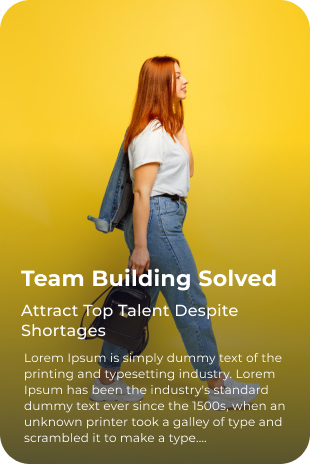 Team Building Solved
Attract Top Talent Despite
Shortages
Lorem Ipsum is simply dummy text of the
printing and typesetting industry. Lorem
Ipsum has been the industry's standard
dummy text ever since the 1500s, when an
unknown printer took a galley of type and
scrambled it to make a type....